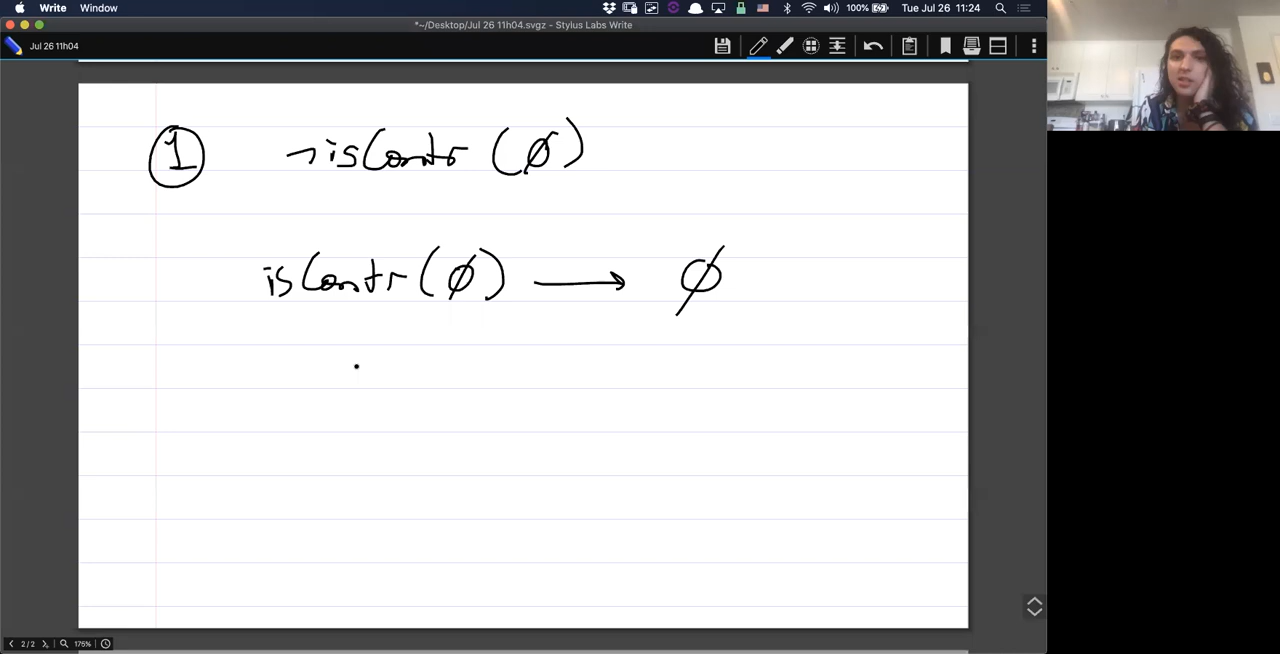 Write Window 100% Tue Jul 26 11:24
*~/Desktop/Jul 26 11h04.svgz - Stylus Labs Write
Jul 26 11h04
① ¬isContr(∅)
isContr(∅) ⟶ ∅
2/2 176%